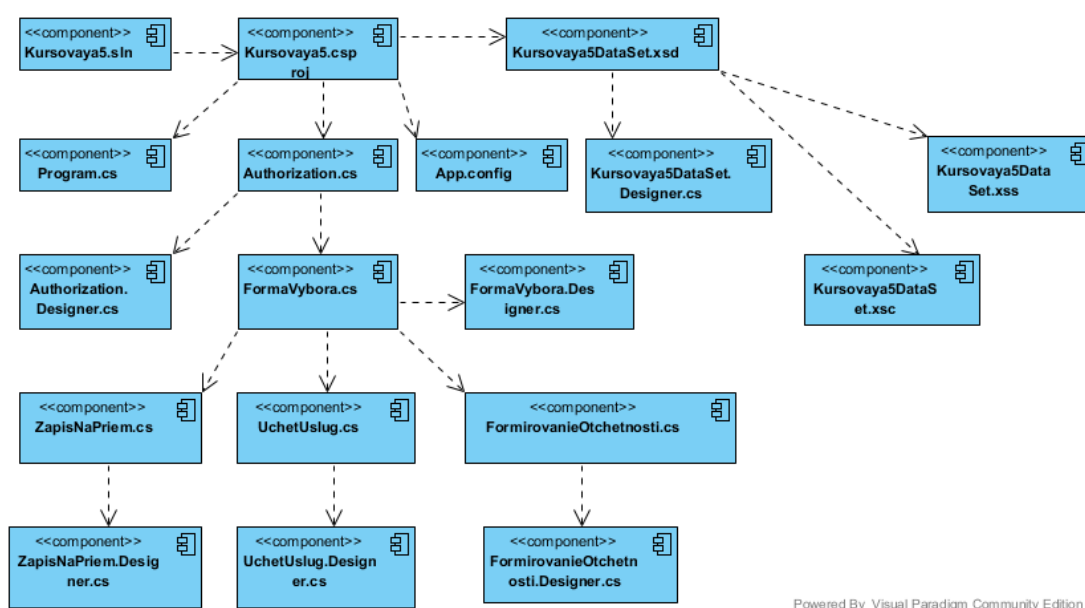 <<component>>
Kursovaya5.sln
<<component>>
Kursovaya5.csp
roj
<<component>>
Kursovaya5DataSet.xsd
<<component>>
Program.cs
<<component>>
Authorization.cs
<<component>>
App.config
<<component>>
Kursovaya5DataSet.
Designer.cs
<<component>>
Kursovaya5Data
Set.xss
<<component>>
Authorization.
Designer.cs
<<component>>
FormaVybora.cs
<<component>>
FormaVybora.Des
igner.cs
<<component>>
Kursovaya5DataS
et.xsc
<<component>>
ZapisNaPriem.cs
<<component>>
UchetUslug.cs
<<component>>
FormirovanieOtchetnosti.cs
<<component>>
ZapisNaPriem.Desig
ner.cs
<<component>>
UchetUslug.Design
er.cs
<<component>>
FormirovanieOtchetn
osti.Designer.cs
Powered By Visual Paradigm Community Edition